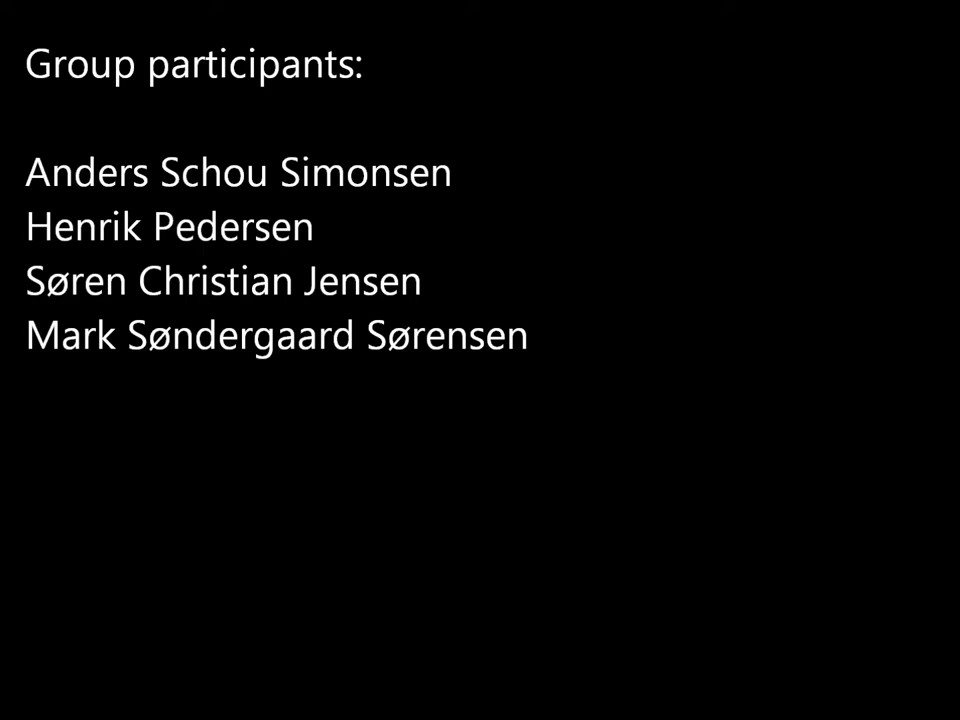 Group participants:
Anders Schou Simonsen
Henrik Pedersen
Søren Christian Jensen
Mark Søndergaard Sørensen